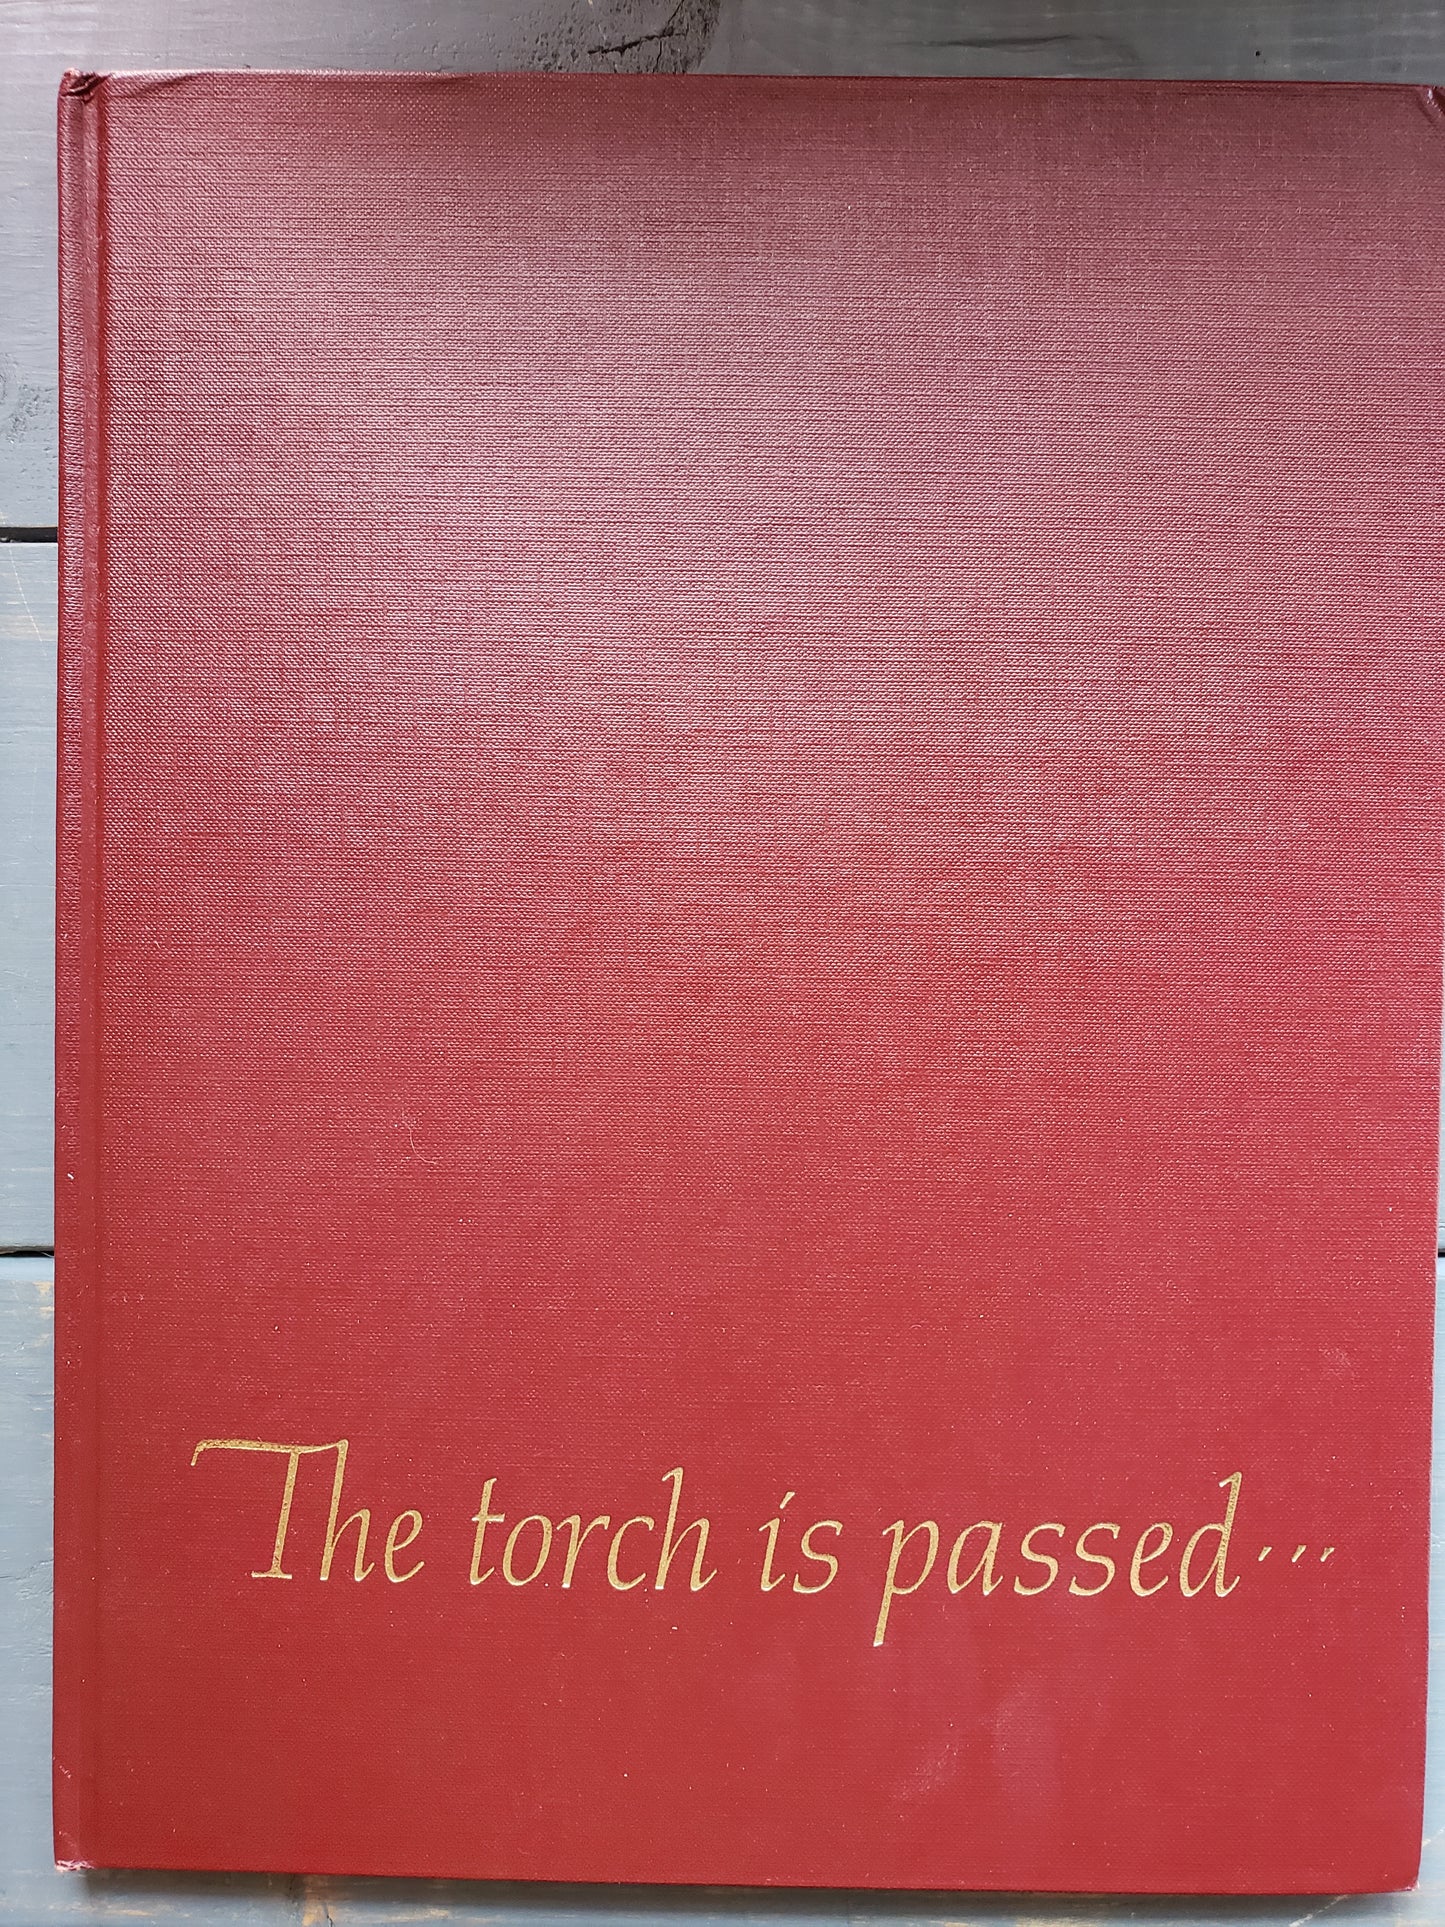 The torch is passed...